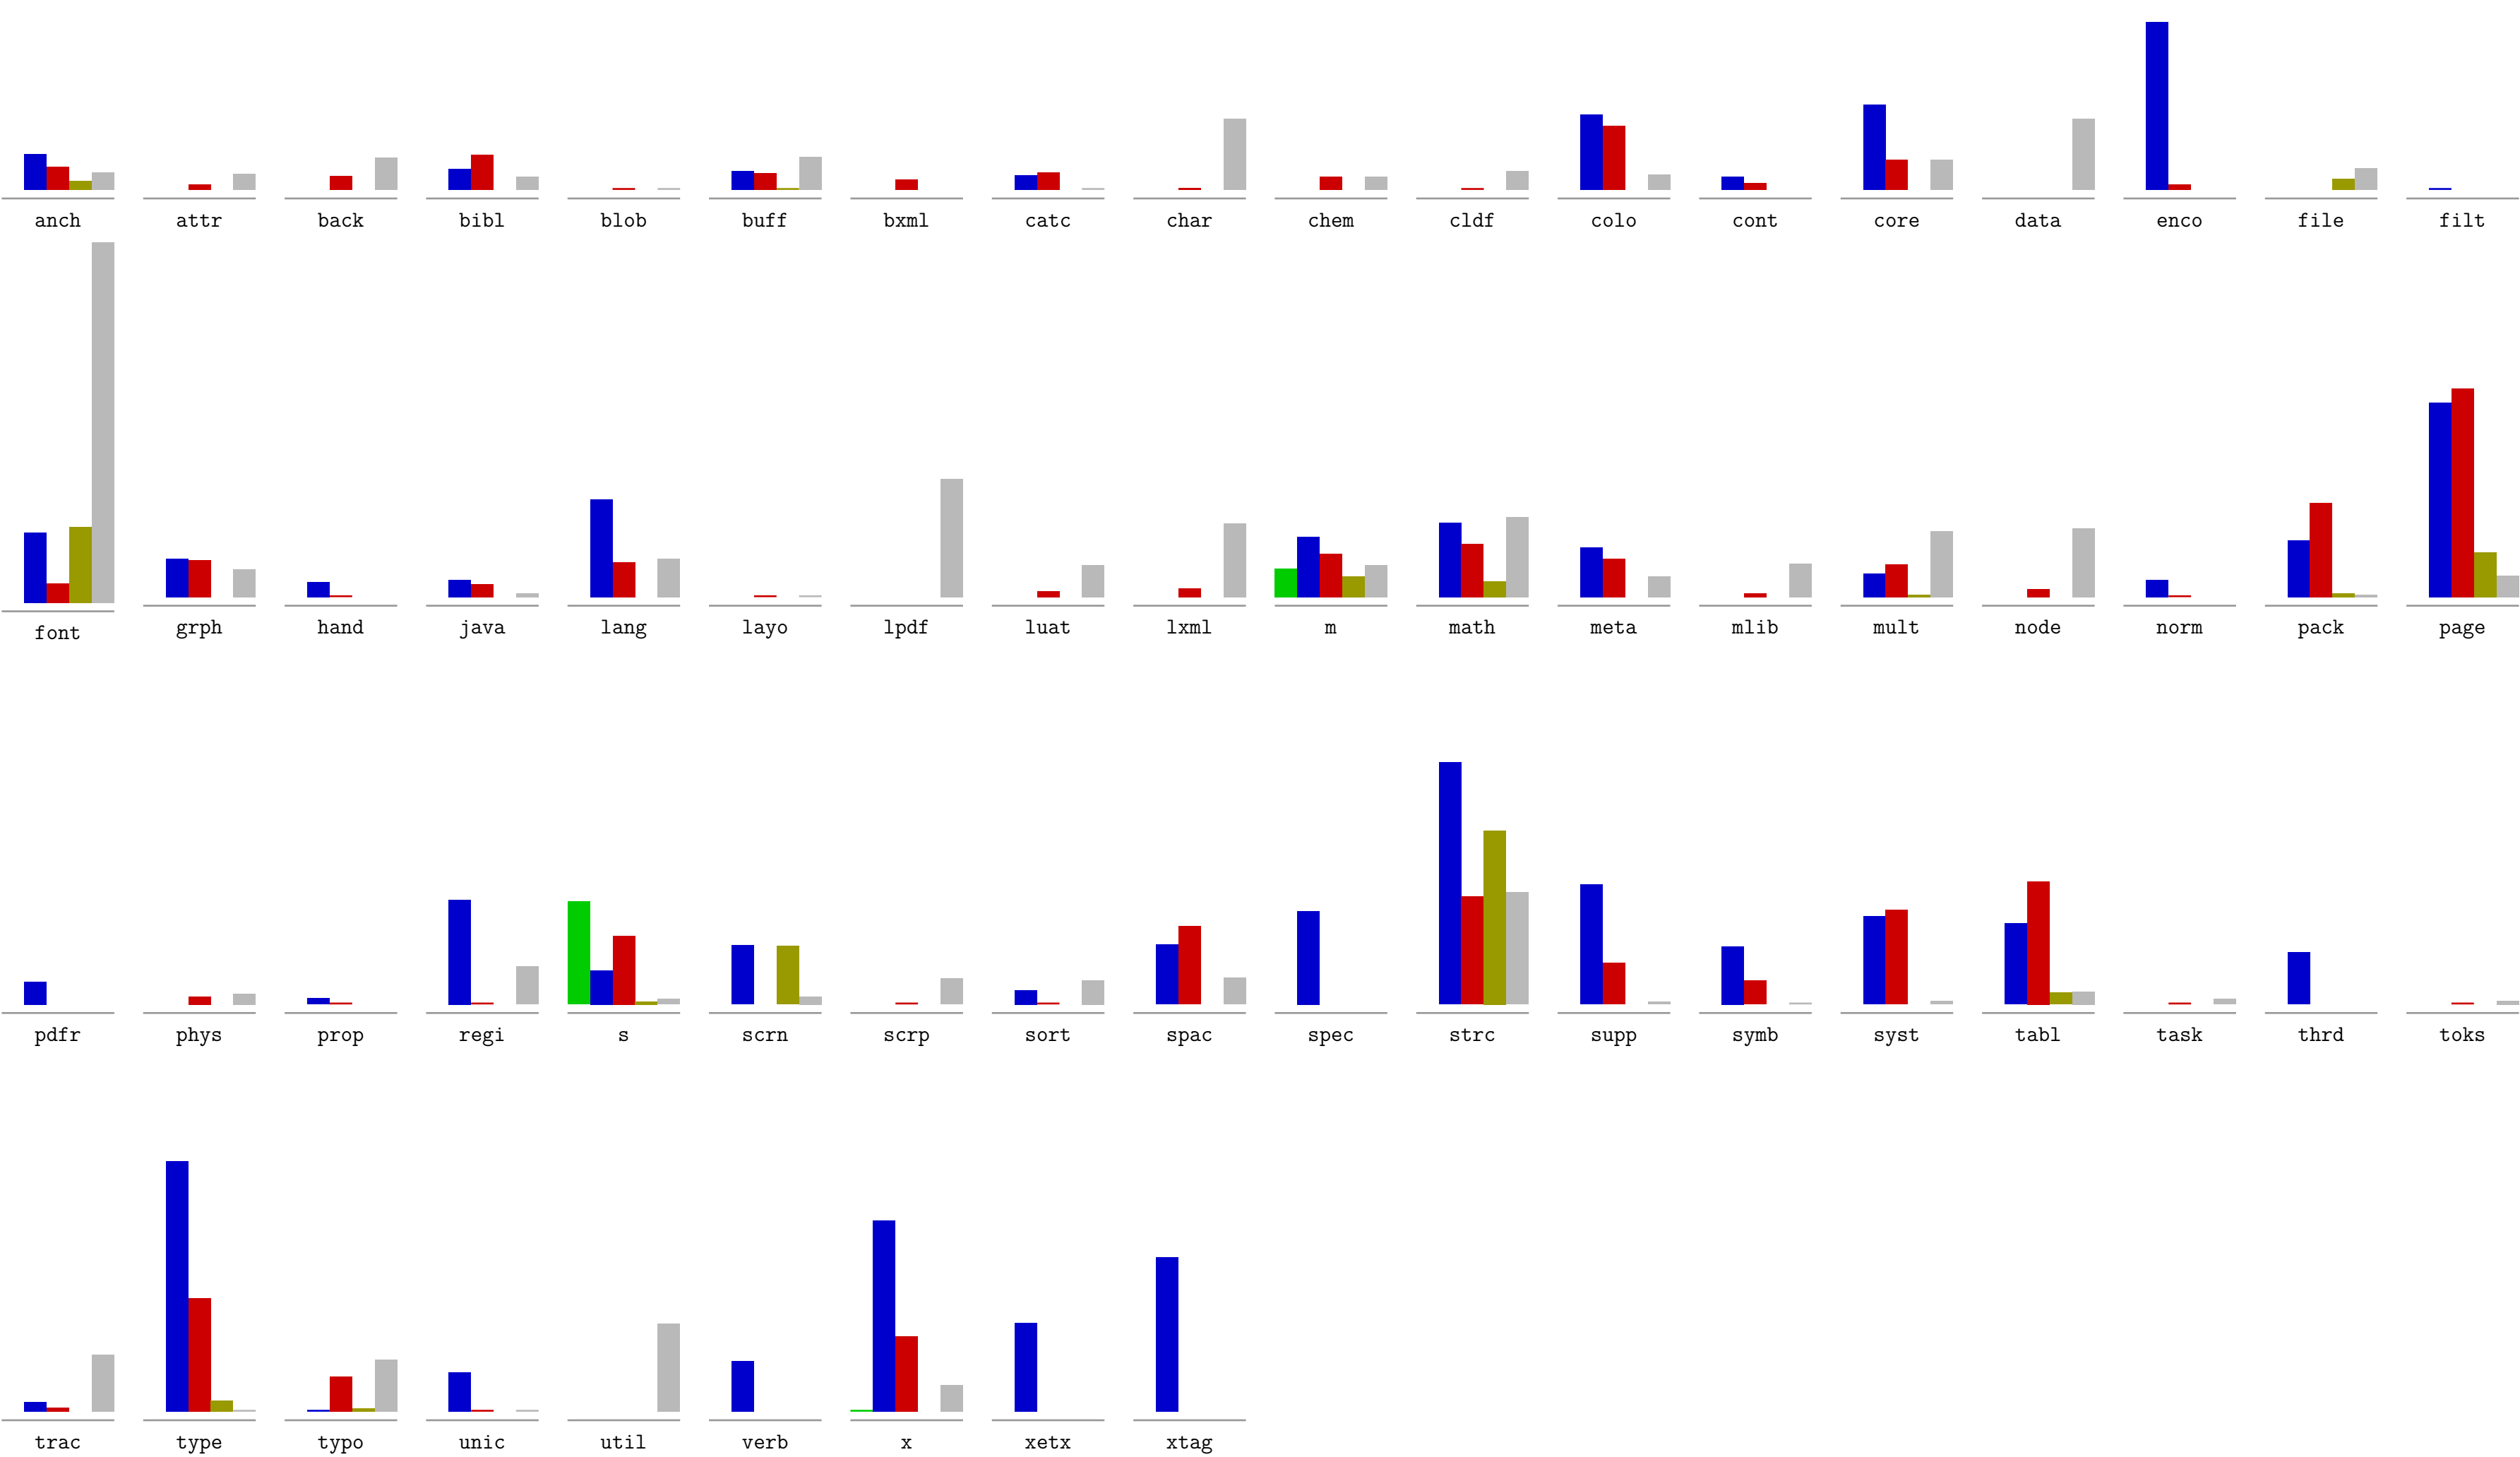 anch attr back bibl blob buff bxml catc char chem cldf colo cont core data enco file filt
font grph hand java lang layo lpdf luat lxml m math meta mlib mult node norm pack page
pdfr phys prop regi s scrn scrp sort spac spec strc supp symb syst tabl task thrd toks
trac type typo unic util verb x xetx xtag